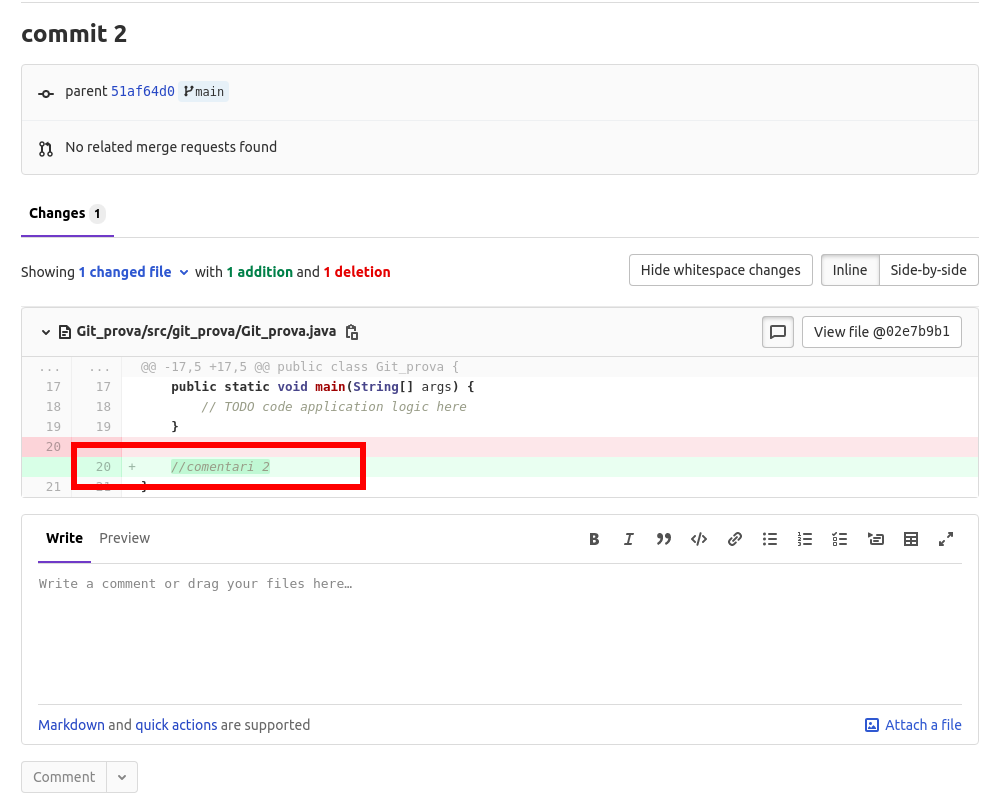 commit 2
parent 51af64d0 main
No related merge requests found
Changes 1
Showing 1 changed file with 1 addition and 1 deletion
Hide whitespace changes Inline Side-by-side
Git_prova/src/git_prova/Git_prova.java View file @02e7b9b1
... ... @@ -17,5 +17,5 @@ public class Git_prova {
17 17 public static void main(String[] args) {
18 18 // TODO code application logic here
19 19 }
20
20 + //comentari 2
21 21 }
Write Preview
Write a comment or drag your files here…
Markdown and quick actions are supported Attach a file
Comment